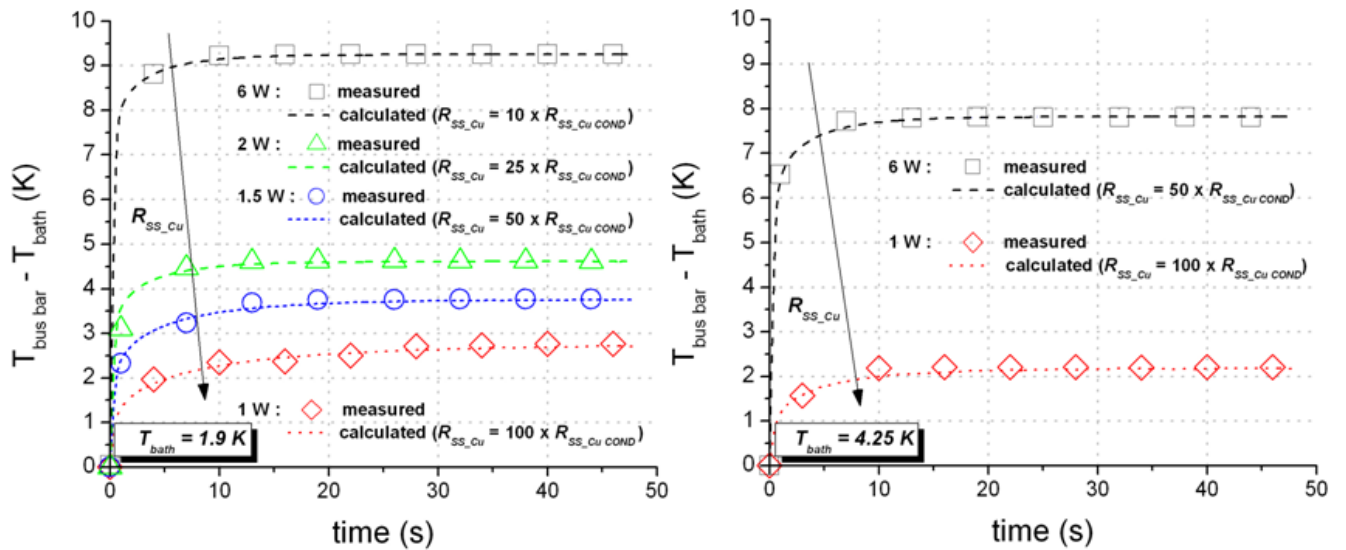 T_bus bar - T_bath (K)
10
9
8
7
6
5
4
3
2
1
0
6 W : measured
calculated (R_SS_Cu = 10 x R_SS_Cu COND)
2 W : measured
calculated (R_SS_Cu = 25 x R_SS_Cu COND)
1.5 W : measured
calculated (R_SS_Cu = 50 x R_SS_Cu COND)
R_SS_Cu
1 W : measured
calculated (R_SS_Cu = 100 x R_SS_Cu COND)
T_bath = 1.9 K
0 10 20 30 40 50
time (s)
T_bus bar - T_bath (K)
10
9
8
7
6
5
4
3
2
1
0
6 W : measured
calculated (R_SS_Cu = 50 x R_SS_Cu COND)
1 W : measured
calculated (R_SS_Cu = 100 x R_SS_Cu COND)
R_SS_Cu
T_bath = 4.25 K
0 10 20 30 40 50
time (s)